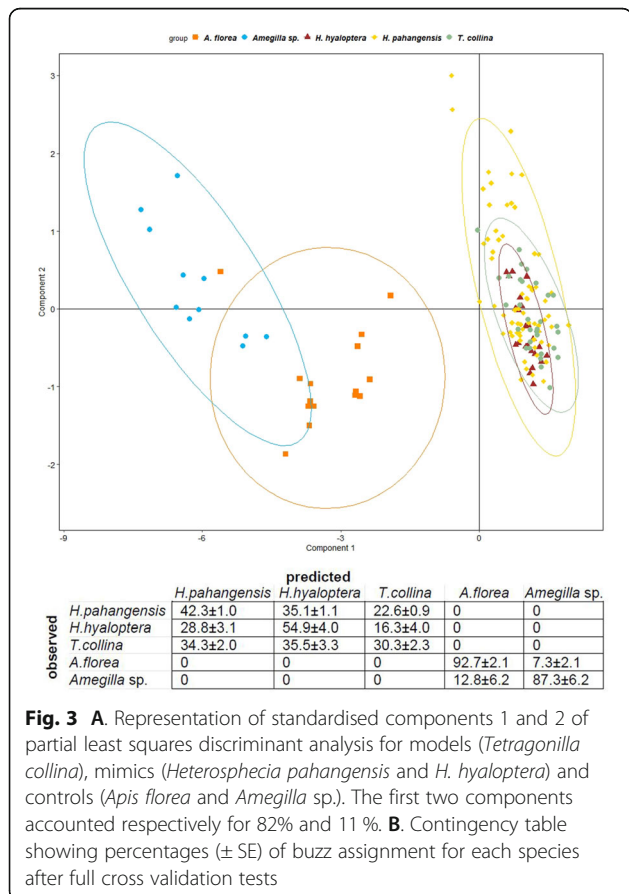 group A. florea Amegilla sp. H. hyaloptera H. pahangensis T. collina
3
2
1
0
-1
-2
Component 2
-9 -6 -3 0
Component 1
predicted
H.pahangensis H.hyaloptera T.collina A.florea Amegilla sp.
observed
H.pahangensis 42.3±1.0 35.1±1.1 22.6±0.9 0 0
H.hyaloptera 28.8±3.1 54.9±4.0 16.3±4.0 0 0
T.collina 34.3±2.0 35.5±3.3 30.3±2.3 0 0
A.florea 0 0 0 92.7±2.1 7.3±2.1
Amegilla sp. 0 0 0 12.8±6.2 87.3±6.2
Fig. 3 A. Representation of standardised components 1 and 2 of
partial least squares discriminant analysis for models (Tetragonilla
collina), mimics (Heterosphecia pahangensis and H. hyaloptera) and
controls (Apis florea and Amegilla sp.). The first two components
accounted respectively for 82% and 11 %. B. Contingency table
showing percentages (± SE) of buzz assignment for each species
after full cross validation tests